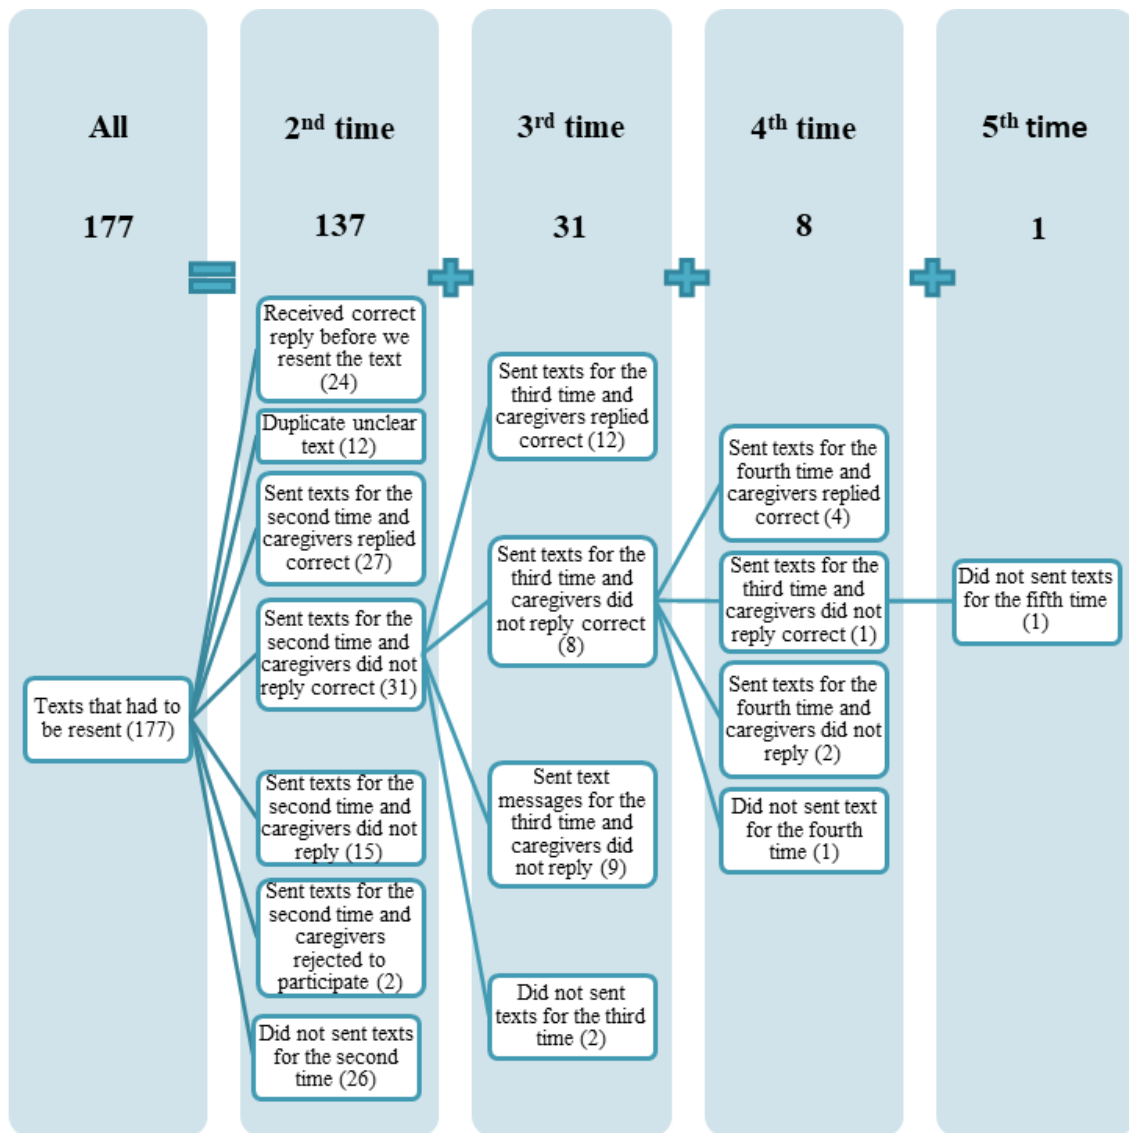 All
177
2nd time
137
3rd time
31
4th time
8
5th time
1
Texts that had to
be resent (177)
Received correct
reply before we
resent the text
(24)
Duplicate unclear
text (12)
Sent texts for the
second time and
caregivers replied
correct (27)
Sent texts for the
second time and
caregivers did not
reply correct (31)
Sent texts for the
second time and
caregivers did not
reply (15)
Sent texts for the
second time and
caregivers
rejected to
participate (2)
Did not sent texts
for the second
time (26)
Sent texts for the
third time and
caregivers replied
correct (12)
Sent texts for the
third time and
caregivers did
not reply correct
(8)
Sent text
messages for the
third time and
caregivers did
not reply (9)
Did not sent
texts for the third
time (2)
Sent texts for the
fourth time and
caregivers replied
correct (4)
Sent texts for the
third time and
caregivers did not
reply correct (1)
Sent texts for the
fourth time and
caregivers did not
reply (2)
Did not sent text
for the fourth
time (1)
Did not sent texts
for the fifth time
(1)